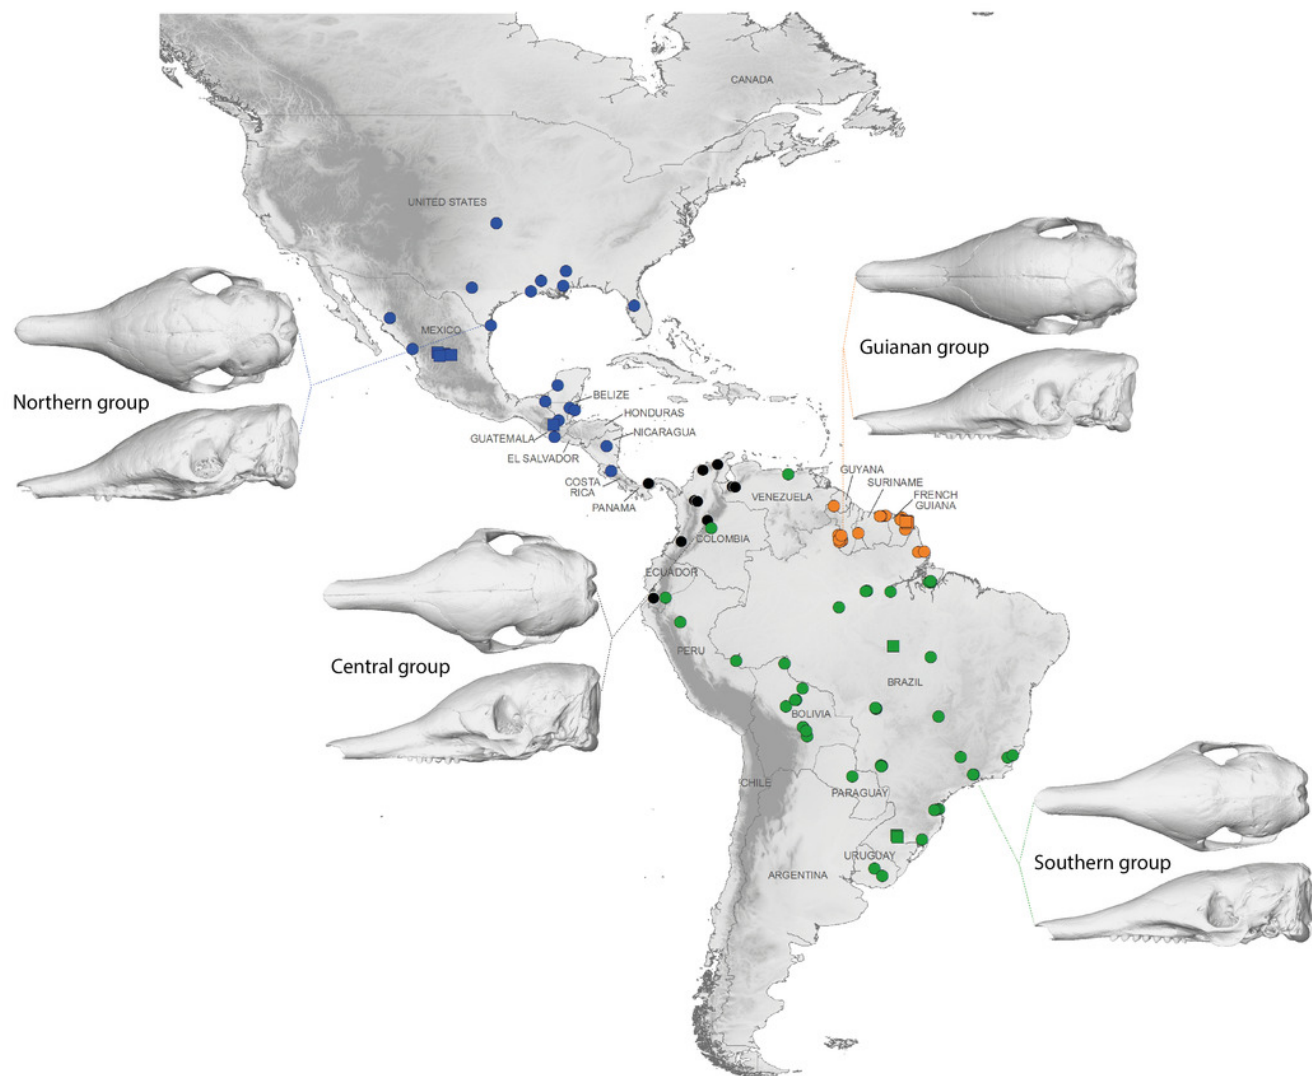 CANADA
UNITED STATES
MEXICO
Northern group
Guianan group
BELIZE
HONDURAS
NICARAGUA
GUATEMALA
EL SALVADOR
COSTA
RICA
PANAMA
VENEZUELA
GUYANA
SURINAME
FRENCH
GUIANA
COLOMBIA
ECUADOR
Central group
PERU
BRAZIL
BOLIVIA
CHILE
PARAGUAY
URUGUAY
ARGENTINA
Southern group